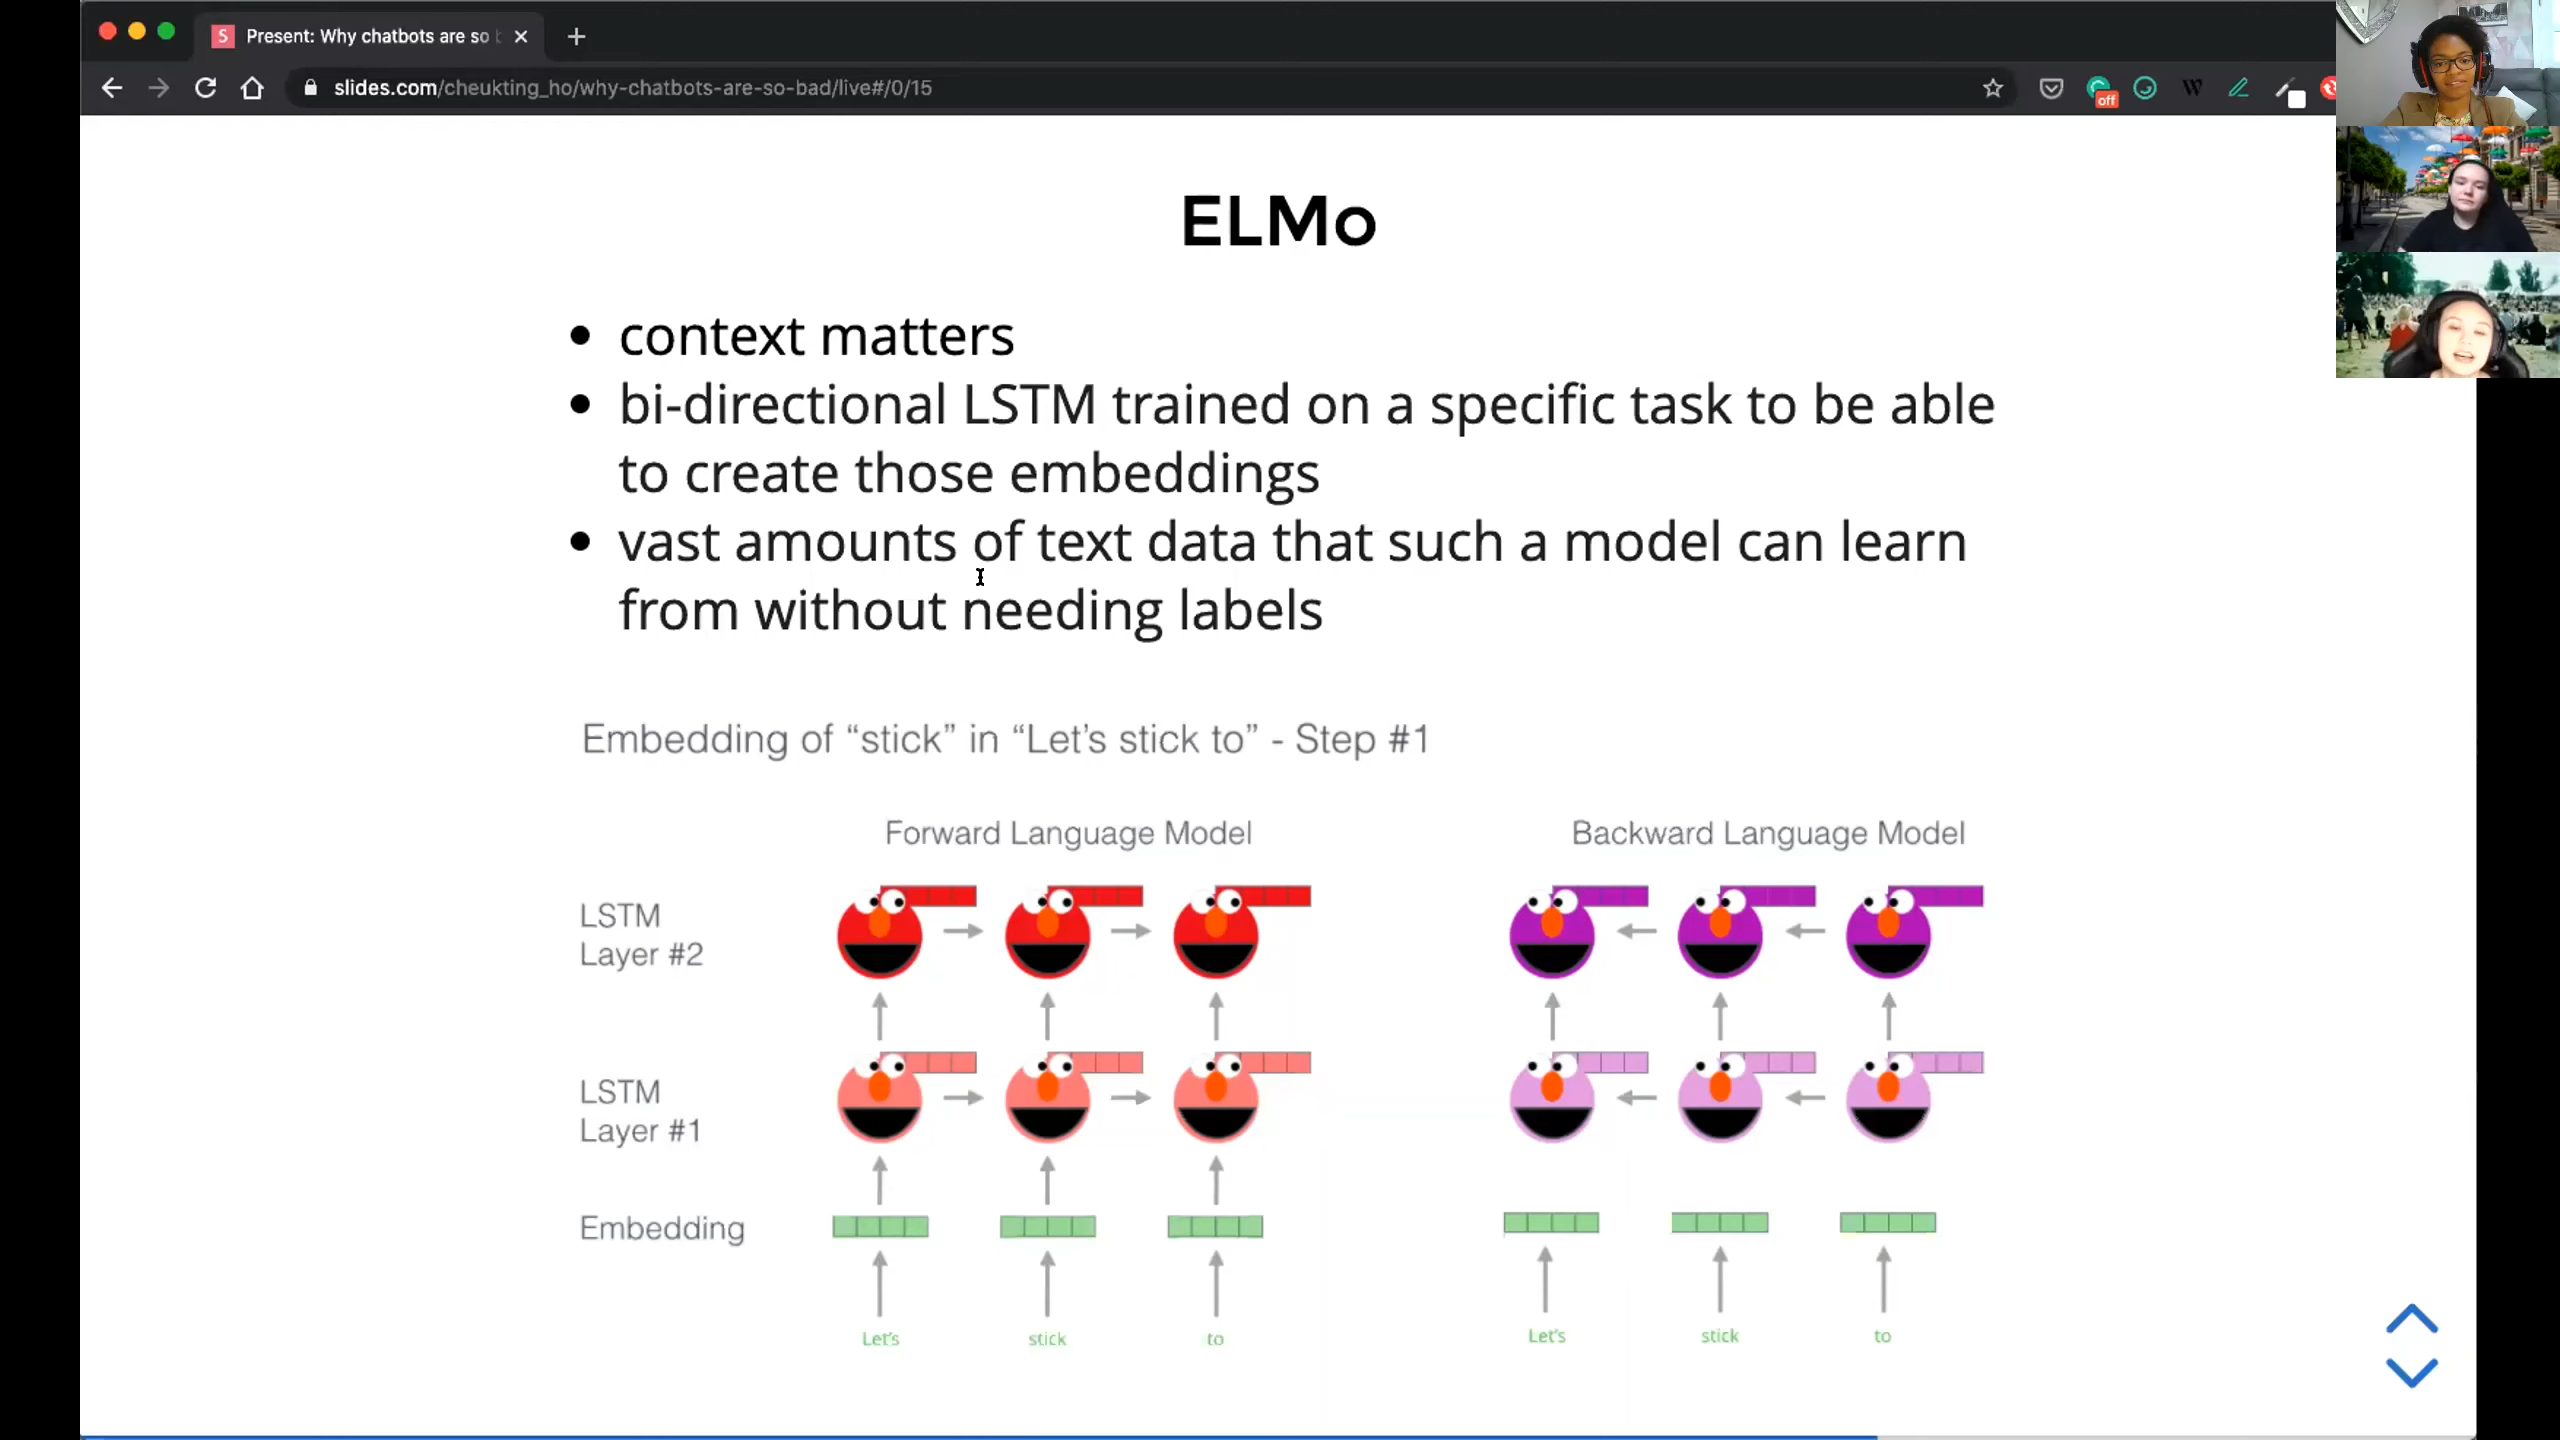 Present: Why chatbots are so
slides.com/cheukting_ho/why-chatbots-are-so-bad/live#/0/15
off
W
ELMo
• context matters
• bi-directional LSTM trained on a specific task to be able
to create those embeddings
• vast amounts of text data that such a model can learn
from without needing labels
Embedding of “stick” in “Let’s stick to” - Step #1
Forward Language Model
Backward Language Model
LSTM
Layer #2
LSTM
Layer #1
Embedding
Let’s stick to
Let’s stick to